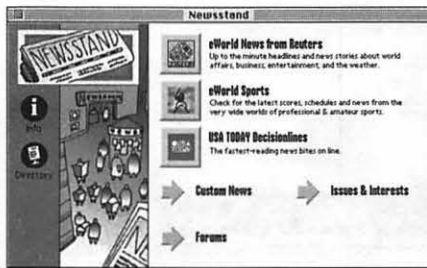 Newsstand
NEWSSTAND
Info
Directory
NEWSSTAND
NEWS
eWorld News from Reuters
Up to the minute headlines and news stories about world
affairs, business, entertainment, and the weather.
eWorld Sports
Check for the latest scores, schedules and news from the
very wide worlds of professional & amateur sports.
USA TODAY Decisionlines
The fastest-reading news bites on line.
Custom News
Issues & Interests
Forums